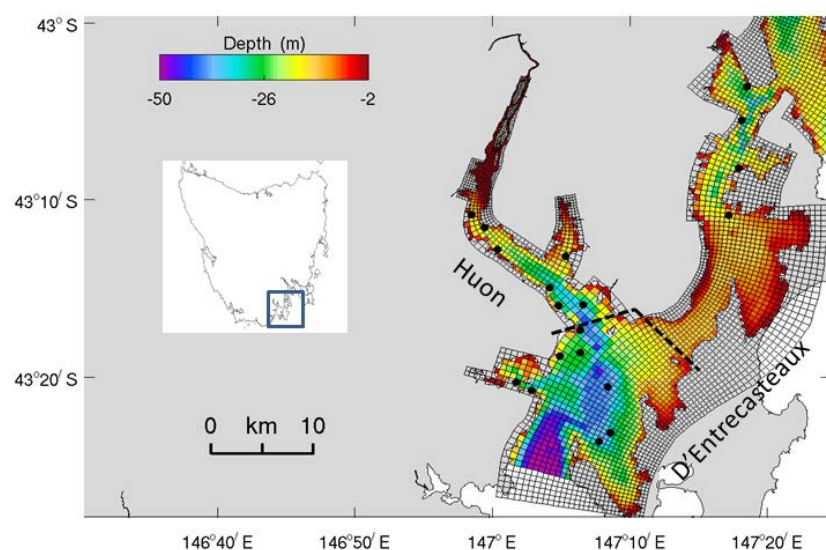 43° S
Depth (m)
-50
-26
-2
43°10′ S
Huon
43°20′ S
D'Entrecasteaux
0 km 10
146°40′ E
146°50′ E
147° E
147°10′ E
147°20′ E